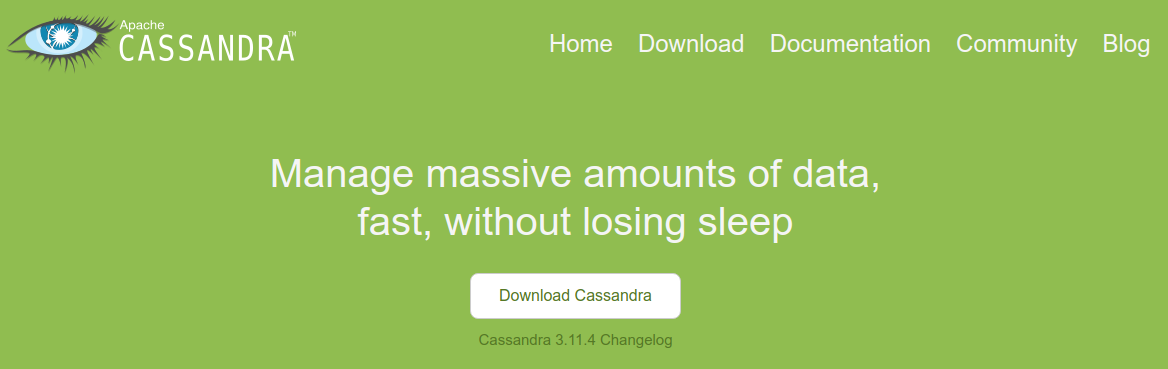 Apache
CASSANDRA™
Home Download Documentation Community Blog
Manage massive amounts of data,
fast, without losing sleep
Download Cassandra
Cassandra 3.11.4 Changelog